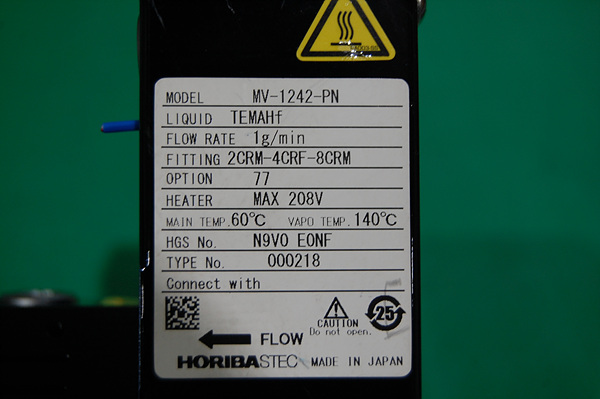 MODEL MV-1242-PN
LIQUID TEMAHf
FLOW RATE 1g/min
FITTING 2CRM-4CRF-8CRM
OPTION 77
HEATER MAX 208V
MAIN TEMP.60℃ VAPO TEMP.140℃
HGS No. N9V0 E0NF
TYPE No. 000218
Connect with
25
CAUTION
Do not open.
FLOW
HORIBASTEC MADE IN JAPAN